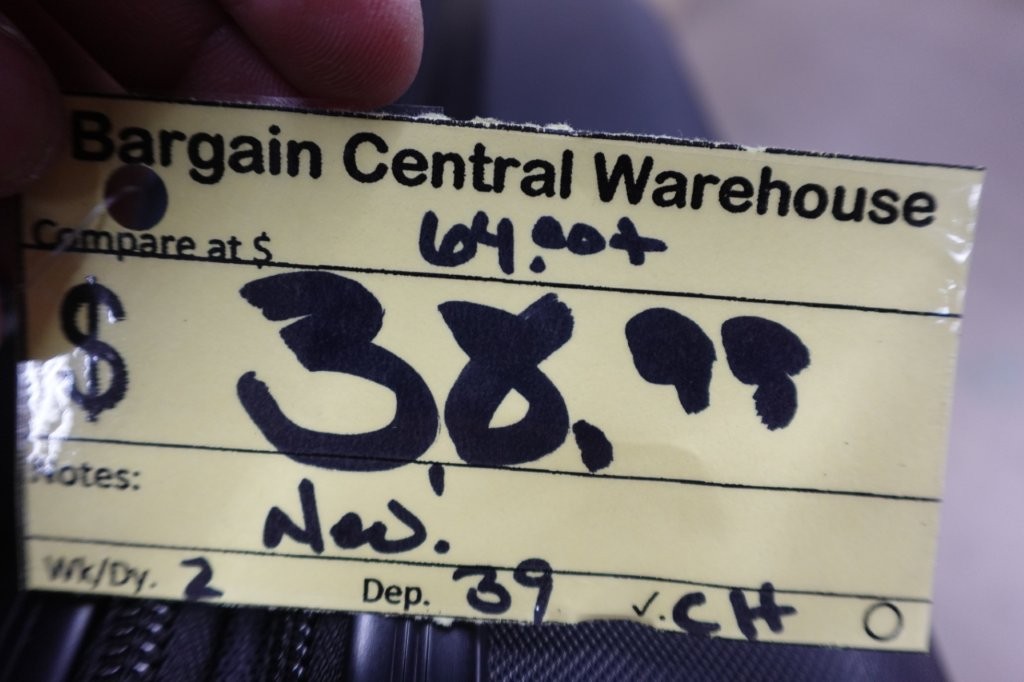 Bargain Central Warehouse
Compare at $ 64.00+
$ 38.99
Notes:
New!
Wk/Dy. 2 Dep. 39 ✓. CH